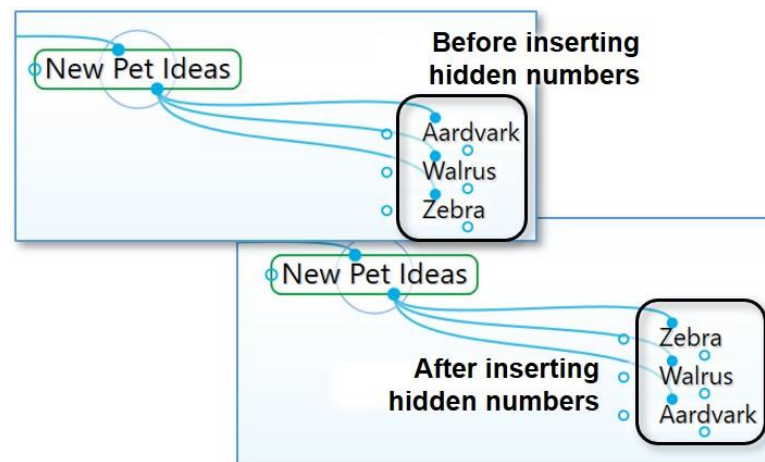 Before inserting
hidden numbers
New Pet Ideas
Aardvark
Walrus
Zebra
New Pet Ideas
After inserting
hidden numbers
Zebra
Walrus
Aardvark